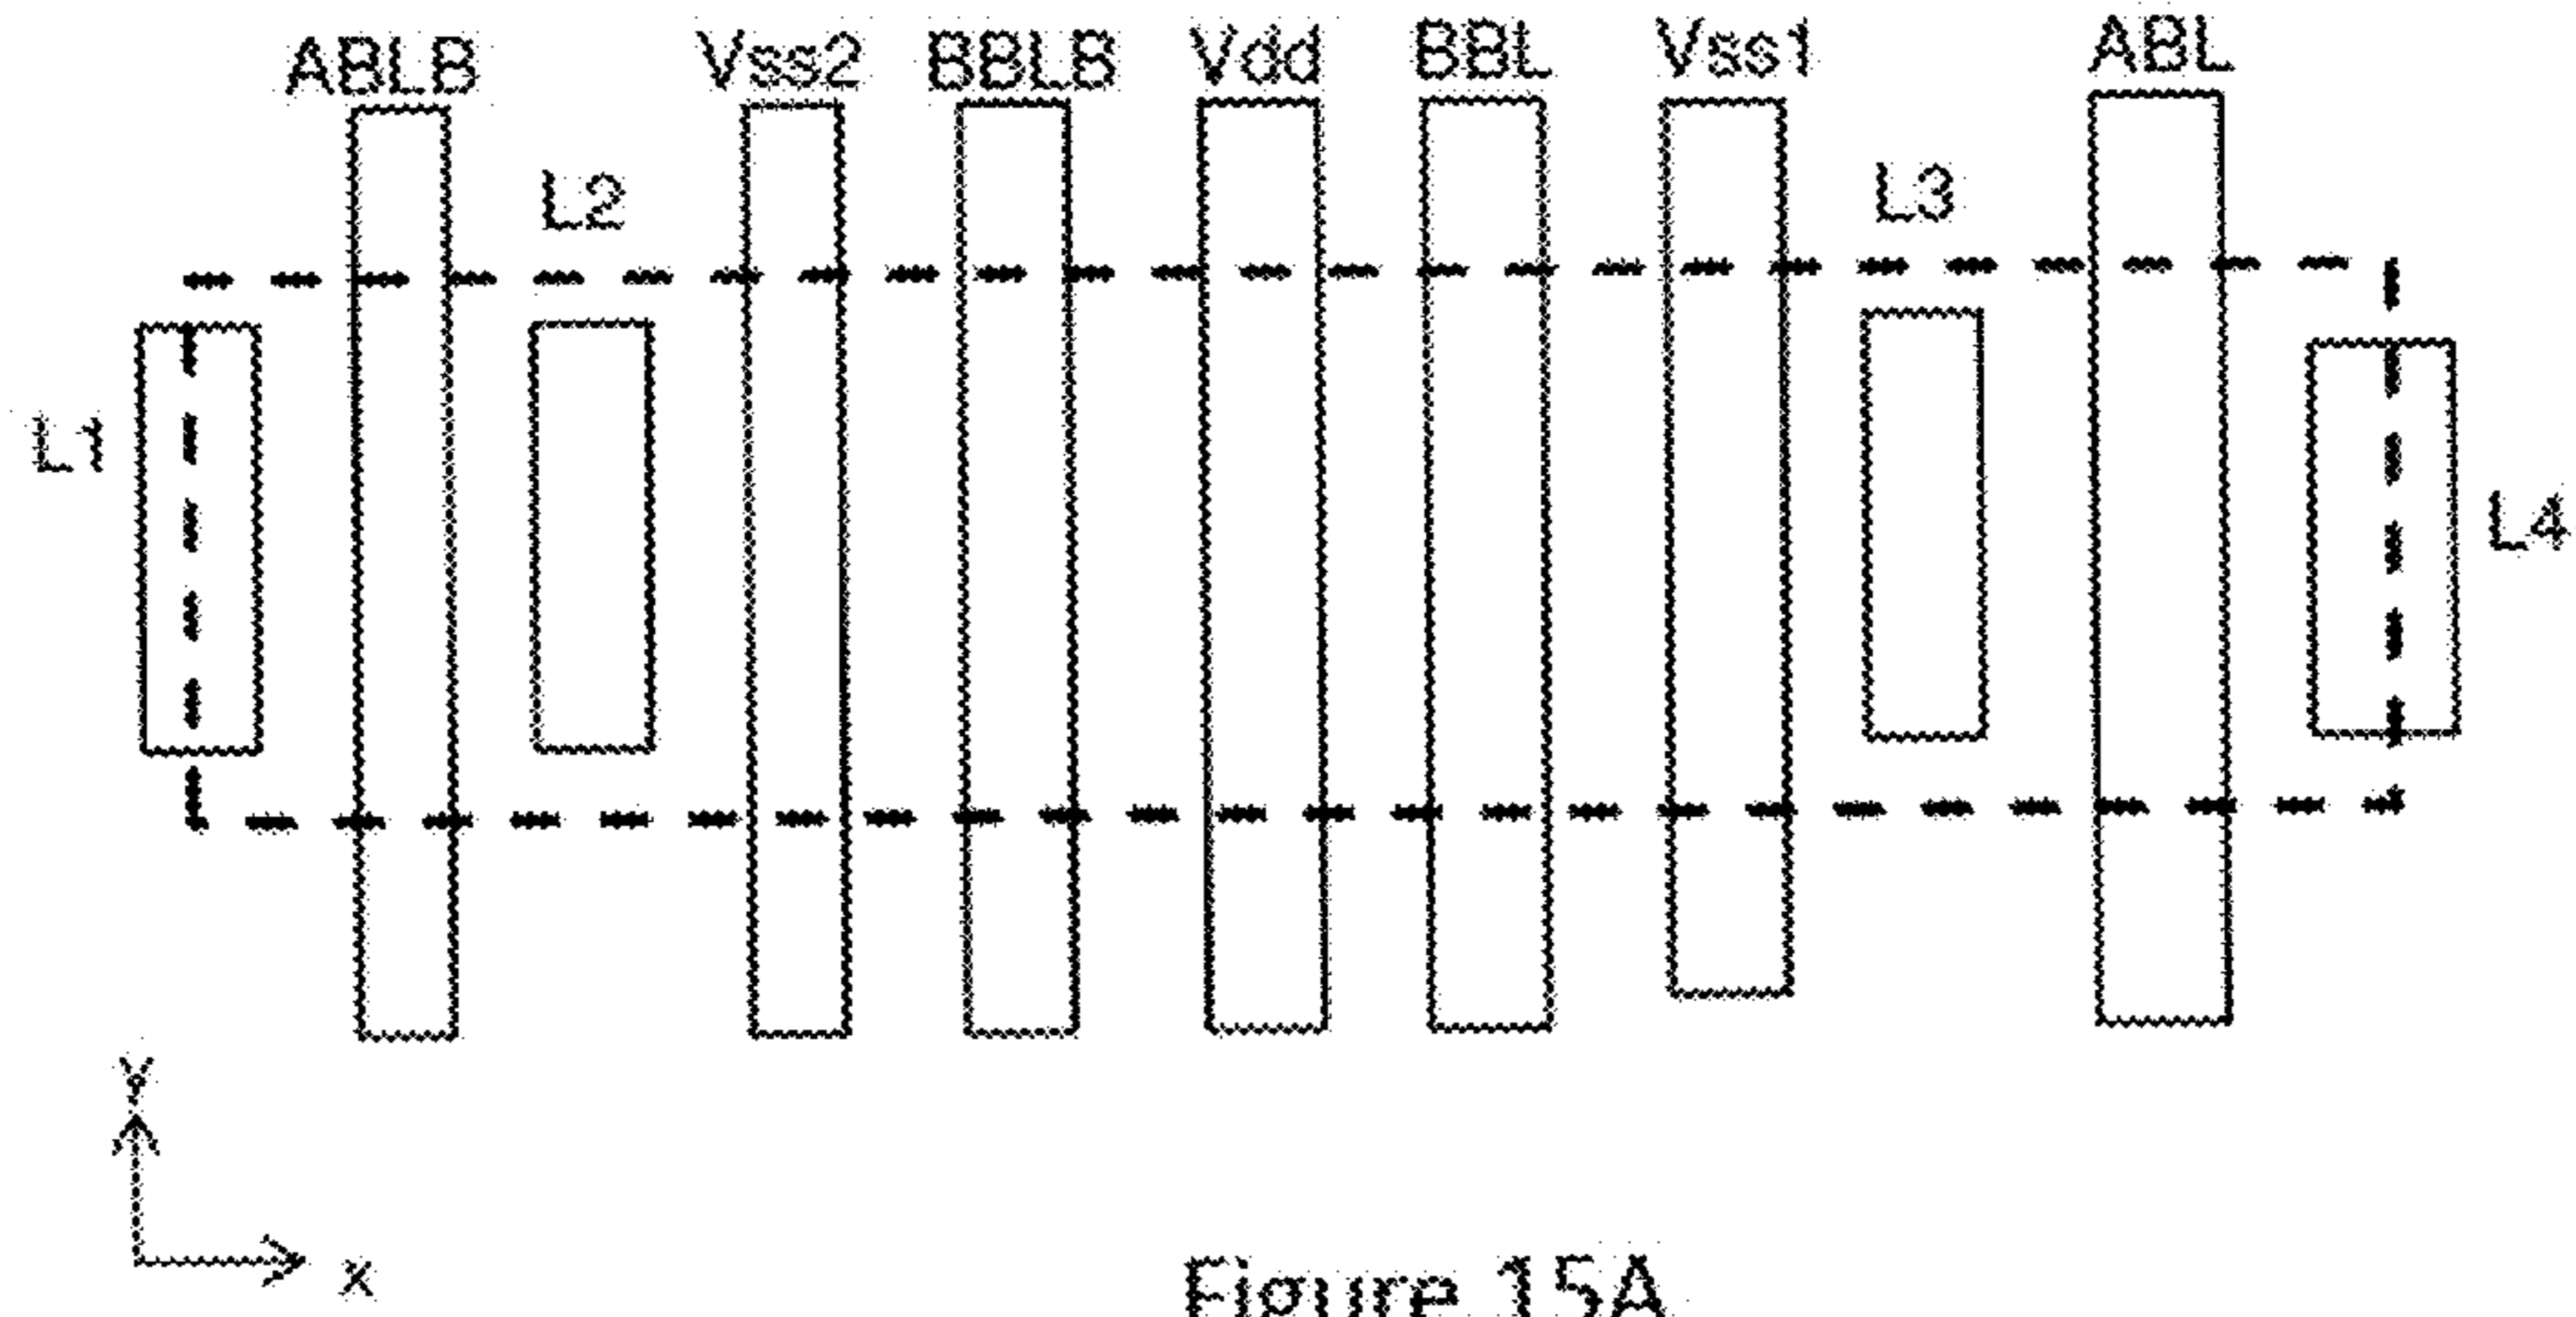 ABLB Vss2 BBLB Vdd BBL Vss1 ABL
L2 L3
L1
L4
Y
X
Figure 15A